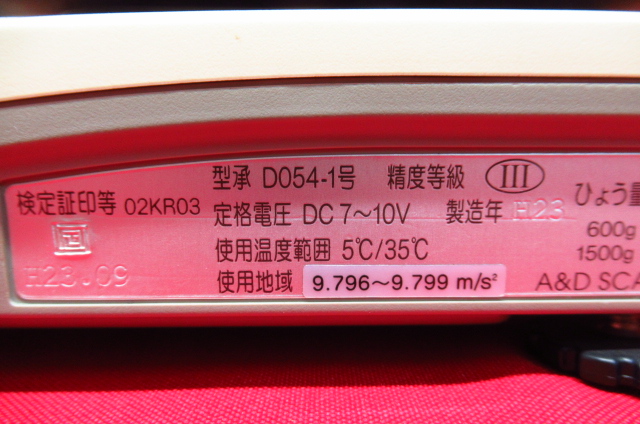 検定証印等 02KR03
H23.09
型承 D054-1号 精度等級 III
定格電圧 DC 7～10V 製造年 H23
使用温度範囲 5℃/35℃
使用地域 9.796～9.799 m/s²
ひょう量
600g
1500g
A&D SCA